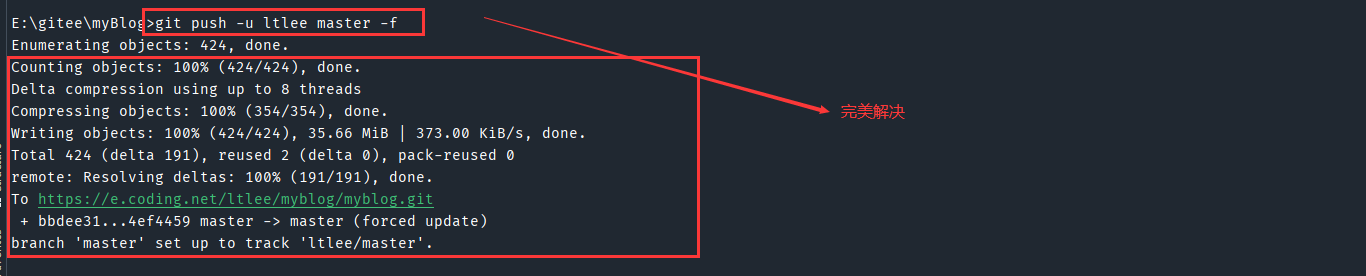 E:\gitee\myBlog>git push -u ltlee master -f
Enumerating objects: 424, done.
Counting objects: 100% (424/424), done.
Delta compression using up to 8 threads
Compressing objects: 100% (354/354), done.
完美解决
Writing objects: 100% (424/424), 35.66 MiB | 373.00 KiB/s, done.
Total 424 (delta 191), reused 2 (delta 0), pack-reused 0
remote: Resolving deltas: 100% (191/191), done.
To https://e.coding.net/ltlee/myblog/myblog.git
+ bbdee31...4ef4459 master -> master (forced update)
branch 'master' set up to track 'ltlee/master'.